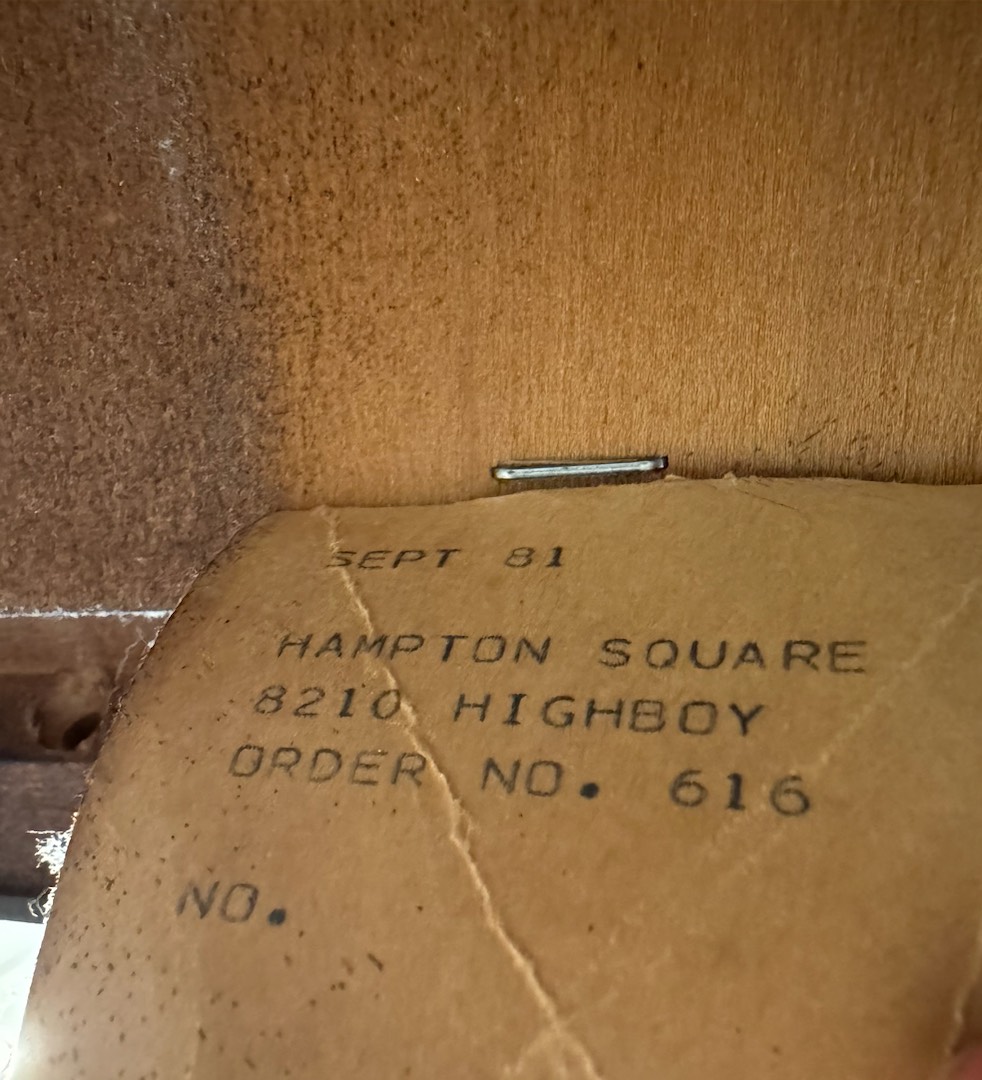 SEPT 81
HAMPTON SQUARE
8210 HIGHBOY
ORDER NO. 616
NO.